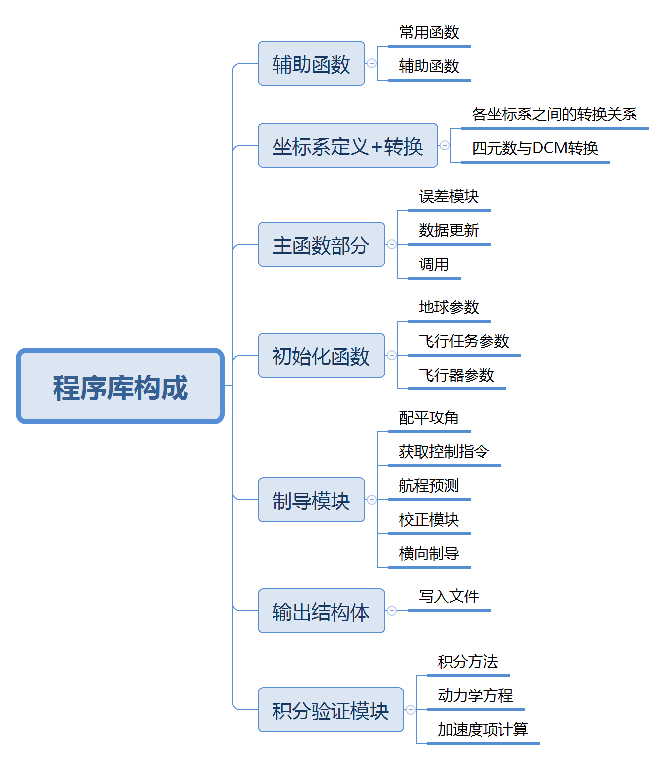 程序库构成
辅助函数
常用函数
辅助函数
坐标系定义+转换
各坐标系之间的转换关系
四元数与DCM转换
主函数部分
误差模块
数据更新
调用
初始化函数
地球参数
飞行任务参数
飞行器参数
制导模块
配平攻角
获取控制指令
航程预测
校正模块
横向制导
输出结构体
写入文件
积分验证模块
积分方法
动力学方程
加速度项计算